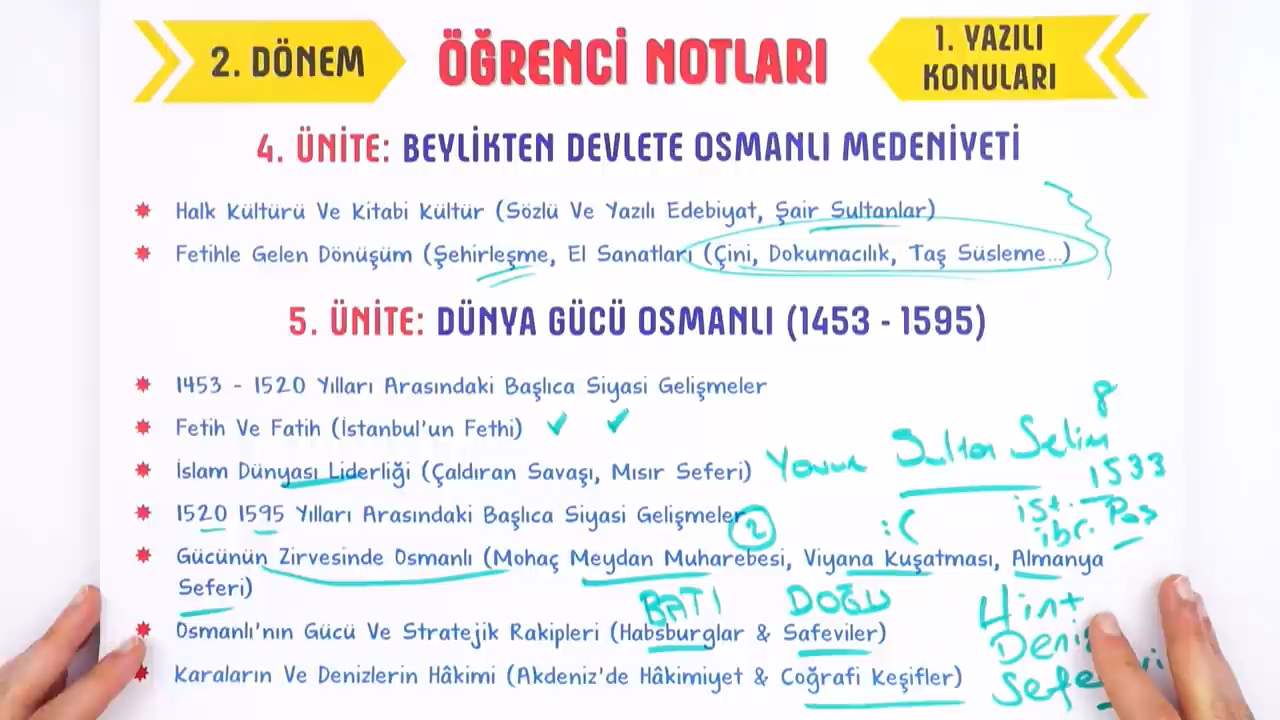 2. DÖNEM
ÖĞRENCİ NOTLARI
1. YAZILI
KONULARI
4. ÜNİTE: BEYLİKTEN DEVLETE OSMANLI MEDENİYETİ
Halk Kültürü Ve Kitabi Kültür (Sözlü Ve Yazılı Edebiyat, Şair Sultanlar)
Fetihle Gelen Dönüşüm (Şehirleşme, El Sanatları (Çini, Dokumacılık, Taş Süsleme...)
5. ÜNİTE: DÜNYA GÜCÜ OSMANLI (1453 - 1595)
1453 - 1520 Yılları Arasındaki Başlıca Siyasi Gelişmeler
8
Fetih Ve Fatih (İstanbul'un Fethi)
İslam Dünyası Liderliği (Çaldıran Savaşı, Mısır Seferi) Yavuz Sultan Selim
1533
1520 1595 Yılları Arasındaki Başlıca Siyasi Gelişmeler 2 :( ist. Paş
ibr.
Gücünün Zirvesinde Osmanlı (Mohaç Meydan Muharebesi, Viyana Kuşatması, Almanya
Seferi)
BATI DOĞU Hint
Osmanlı'nın Gücü Ve Stratejik Rakipleri (Habsburglar & Safeviler)
Karaların Ve Denizlerin Hâkimi (Akdeniz'de Hâkimiyet & Coğrafi Keşifler)